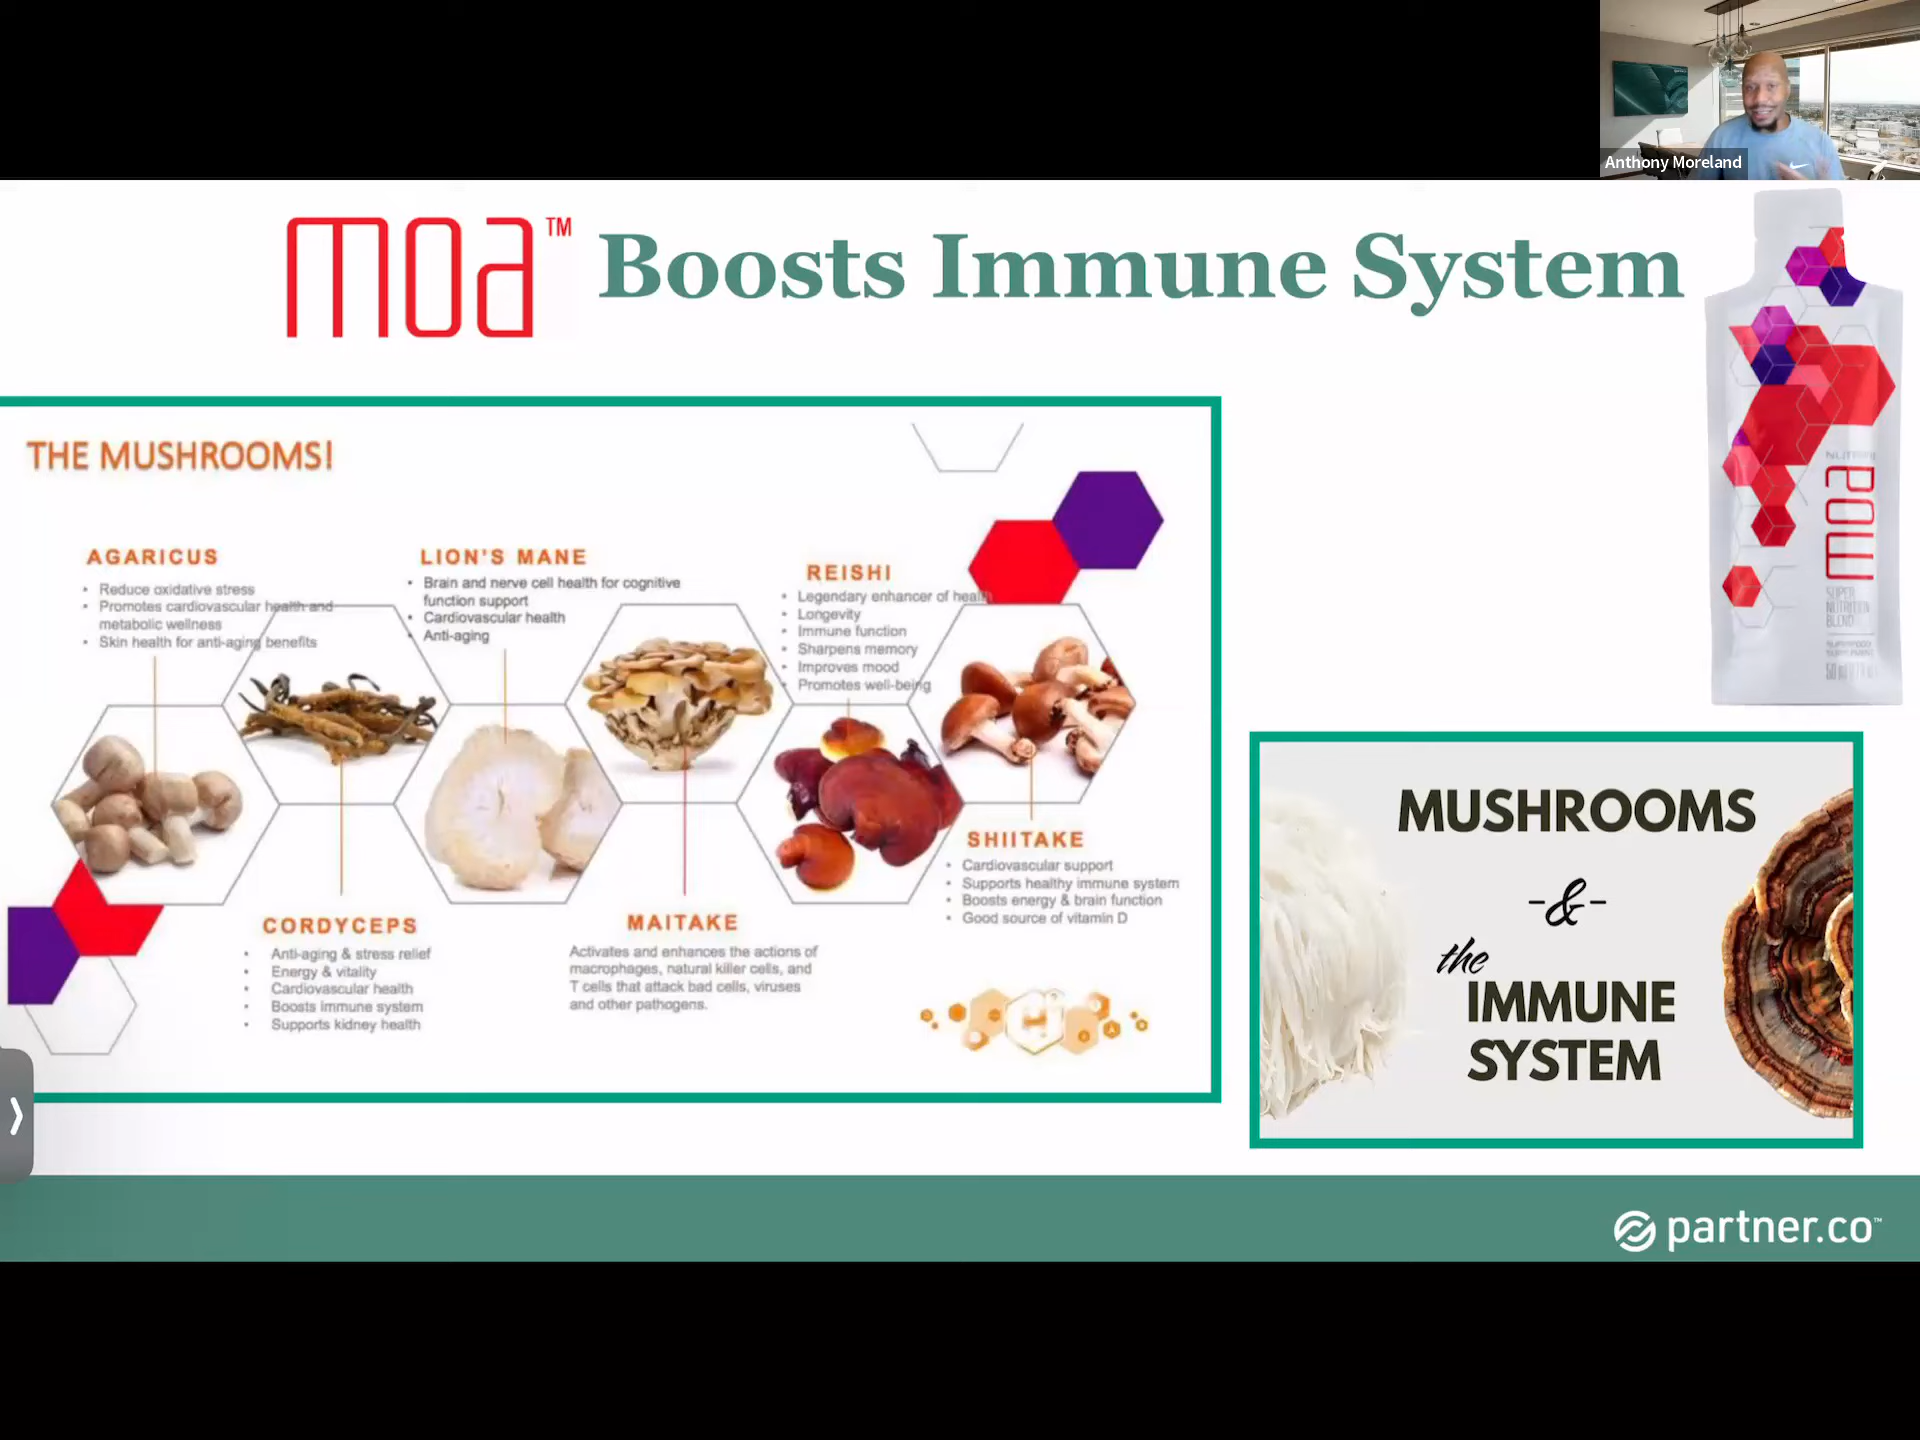 Anthony Moreland
moa™ Boosts Immune System
THE MUSHROOMS!
AGARICUS
• Reduce oxidative stress
• Promotes cardiovascular health and
metabolic wellness
• Skin health for anti-aging benefits
LION'S MANE
• Brain and nerve cell health for cognitive
function support
• Cardiovascular health
• Anti-aging
REISHI
• Legendary enhancer of health
• Longevity
• Immune function
• Sharpens memory
• Improves mood
• Promotes well-being
CORDYCEPS
• Anti-aging & stress relief
• Energy & vitality
• Cardiovascular health
• Boosts immune system
• Supports kidney health
MAITAKE
Activates and enhances the actions of
macrophages, natural killer cells, and
T cells that attack bad cells, viruses
and other pathogens.
SHIITAKE
• Cardiovascular support
• Supports healthy immune system
• Boosts energy & brain function
• Good source of vitamin D
moa
SUPER
NUTRITION
BLEND
MUSHROOMS
-&-
the
IMMUNE
SYSTEM
partner.co™